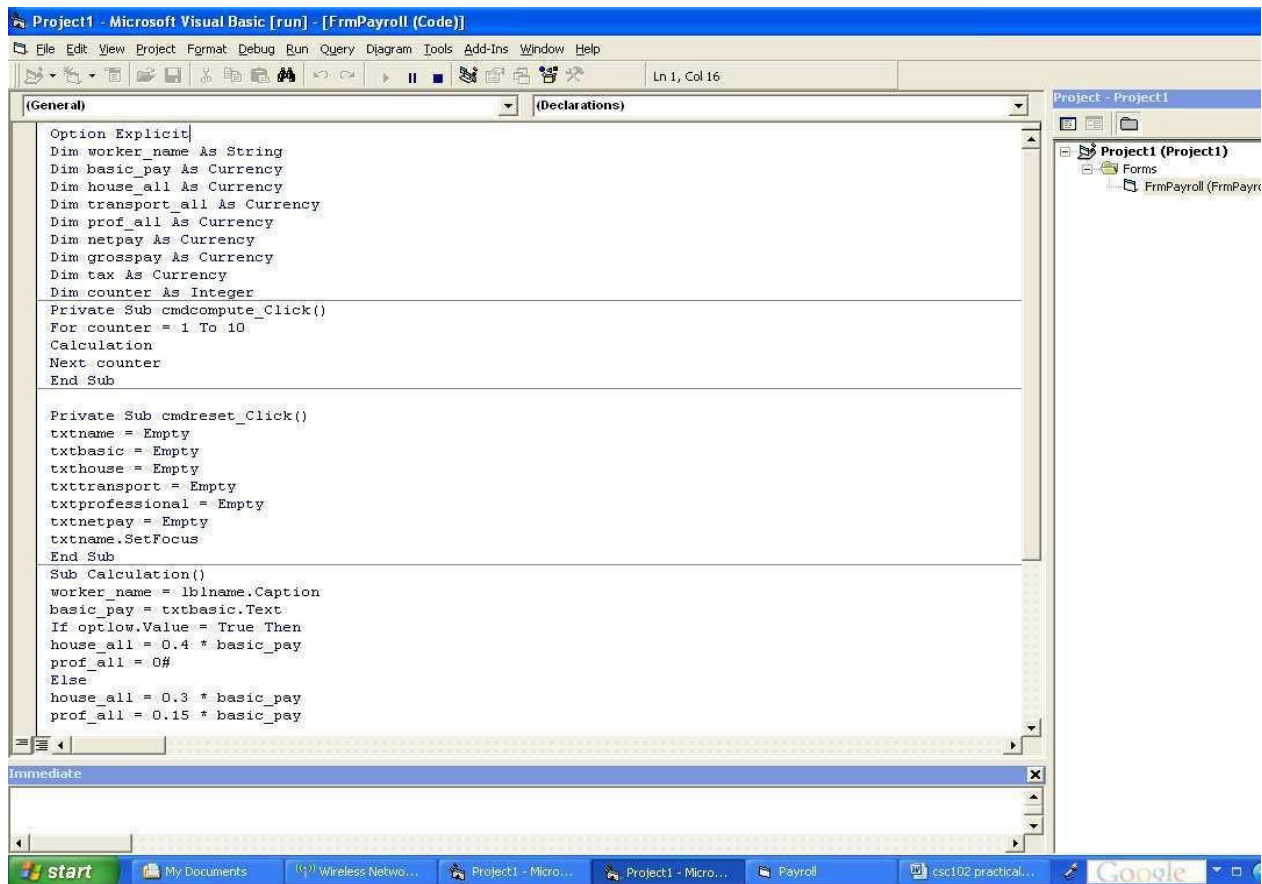 Project1 - Microsoft Visual Basic [run] - [FrmPayroll (Code)]
File Edit View Project Format Debug Run Query Diagram Tools Add-Ins Window Help
Ln 1, Col 16
(General) (Declarations)
Project - Project1
Project1 (Project1)
Forms
FrmPayroll (FrmPayro
Option Explicit
Dim worker_name As String
Dim basic_pay As Currency
Dim house_all As Currency
Dim transport_all As Currency
Dim prof_all As Currency
Dim netpay As Currency
Dim grosspay As Currency
Dim tax As Currency
Dim counter As Integer
Private Sub cmdcompute_Click()
For counter = 1 To 10
Calculation
Next counter
End Sub
Private Sub cmdreset_Click()
txtname = Empty
txtbasic = Empty
txthouse = Empty
txttransport = Empty
txtprofessional = Empty
txtnetpay = Empty
txtname.SetFocus
End Sub
Sub Calculation()
worker_name = lblname.Caption
basic_pay = txtbasic.Text
If optlow.Value = True Then
house_all = 0.4 * basic_pay
prof_all = 0#
Else
house_all = 0.3 * basic_pay
prof_all = 0.15 * basic_pay
Immediate
start My Documents Wireless Netwo... Project1 - Micro... Project1 - Micro... Payroll csc102 practical... Google